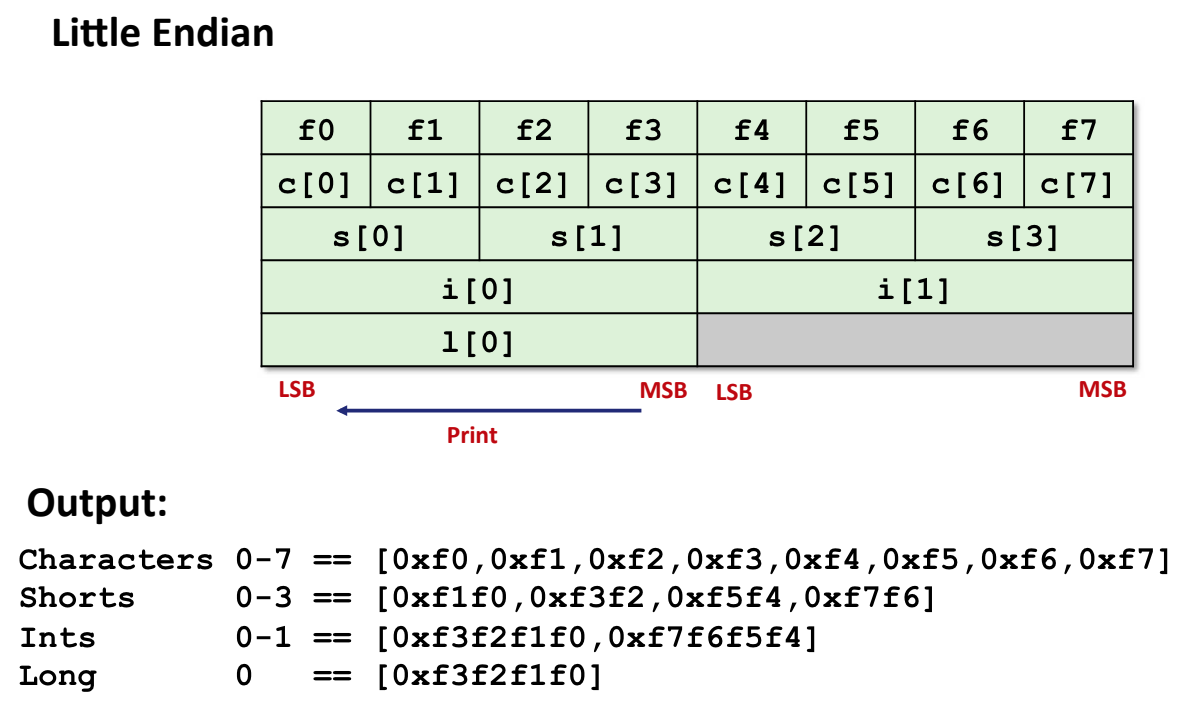 Little Endian
f0 f1 f2 f3 f4 f5 f6 f7
c[0] c[1] c[2] c[3] c[4] c[5] c[6] c[7]
s[0] s[1] s[2] s[3]
i[0] i[1]
l[0]
LSB MSB LSB MSB
Print
Output:
Characters 0-7 == [0xf0,0xf1,0xf2,0xf3,0xf4,0xf5,0xf6,0xf7]
Shorts 0-3 == [0xf1f0,0xf3f2,0xf5f4,0xf7f6]
Ints 0-1 == [0xf3f2f1f0,0xf7f6f5f4]
Long 0 == [0xf3f2f1f0]